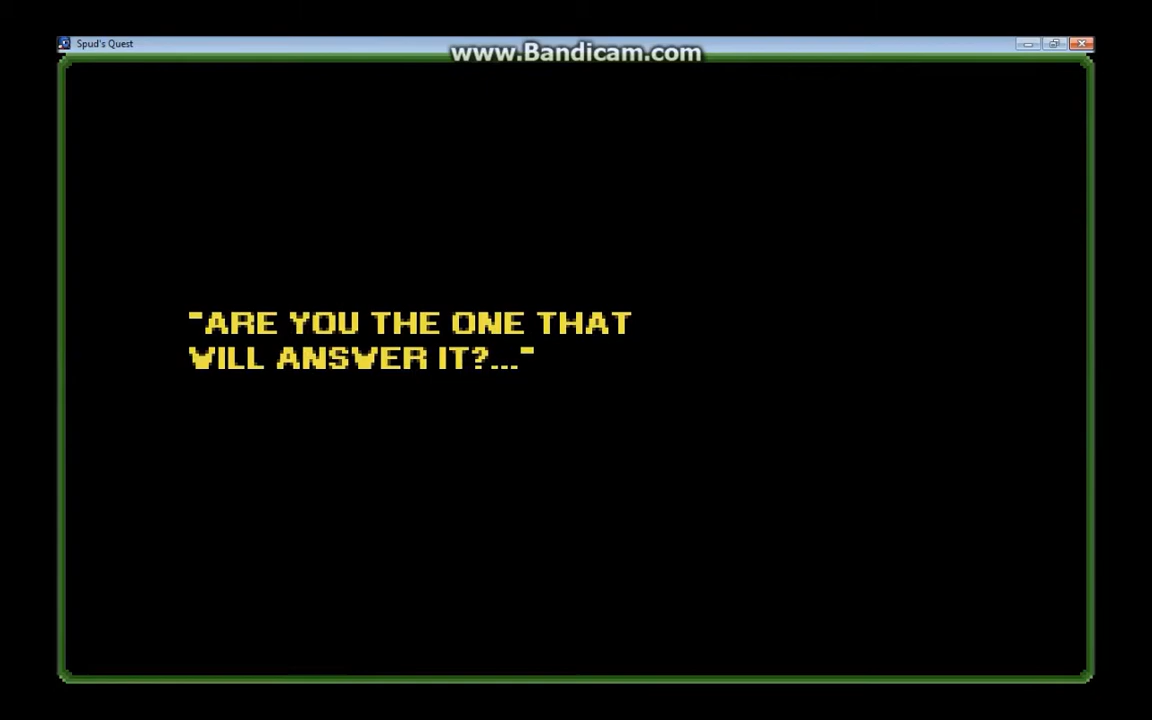 Spud's Quest
www.Bandicam.com
"ARE YOU THE ONE THAT
WILL ANSWER IT?..."